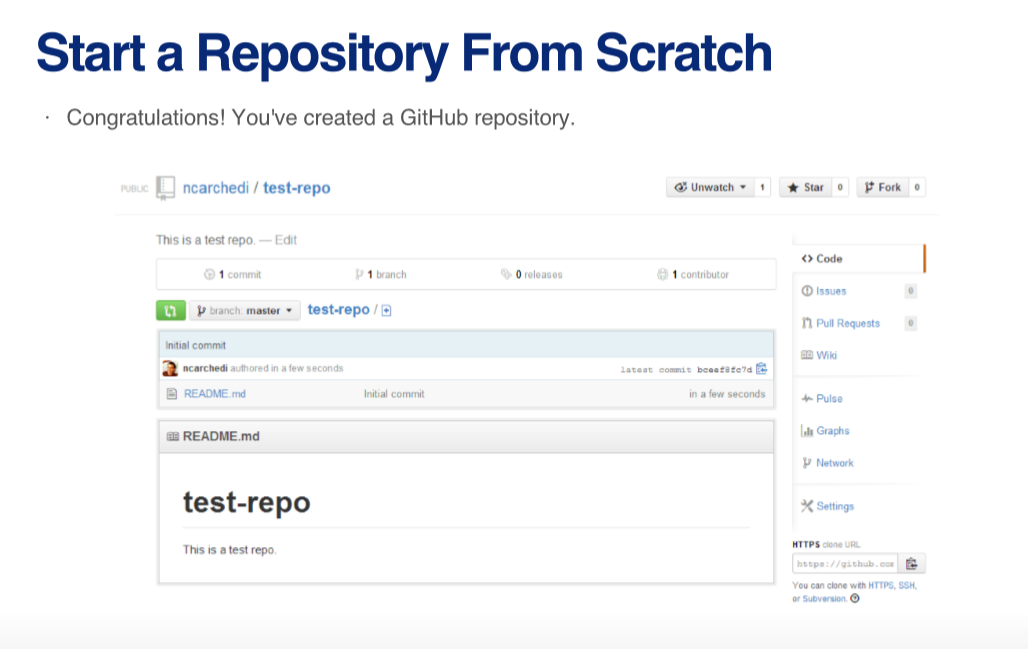 Start a Repository From Scratch
· Congratulations! You've created a GitHub repository.
PUBLIC ncarchedi / test-repo Unwatch 1 Star 0 Fork 0
This is a test repo. — Edit
1 commit 1 branch 0 releases 1 contributor
branch: master test-repo /
Initial commit
ncarchedi authored in a few seconds latest commit bceef8fc7d
README.md Initial commit in a few seconds
README.md
test-repo
This is a test repo.
Code
Issues 0
Pull Requests 0
Wiki
Pulse
Graphs
Network
Settings
HTTPS clone URL
https://github.com
You can clone with HTTPS, SSH,
or Subversion.